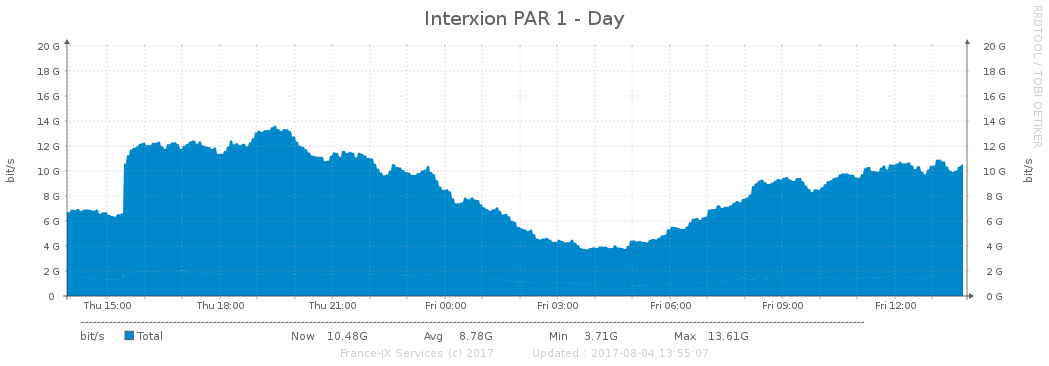 Interxion PAR 1 - Day
RRDTOOL / TOBI OETIKER
20 G 20 G
18 G 18 G
16 G 16 G
14 G 14 G
12 G 12 G
10 G 10 G
8 G 8 G
6 G 6 G
4 G 4 G
2 G 2 G
0 0 G
bit/s
bit/s
Thu 15:00 Thu 18:00 Thu 21:00 Fri 00:00 Fri 03:00 Fri 06:00 Fri 09:00 Fri 12:00
bit/s Total Now 10.48G Avg 8.78G Min 3.71G Max 13.61G
France-IX Services (c) 2017 Updated : 2017-08-04 13:55:07